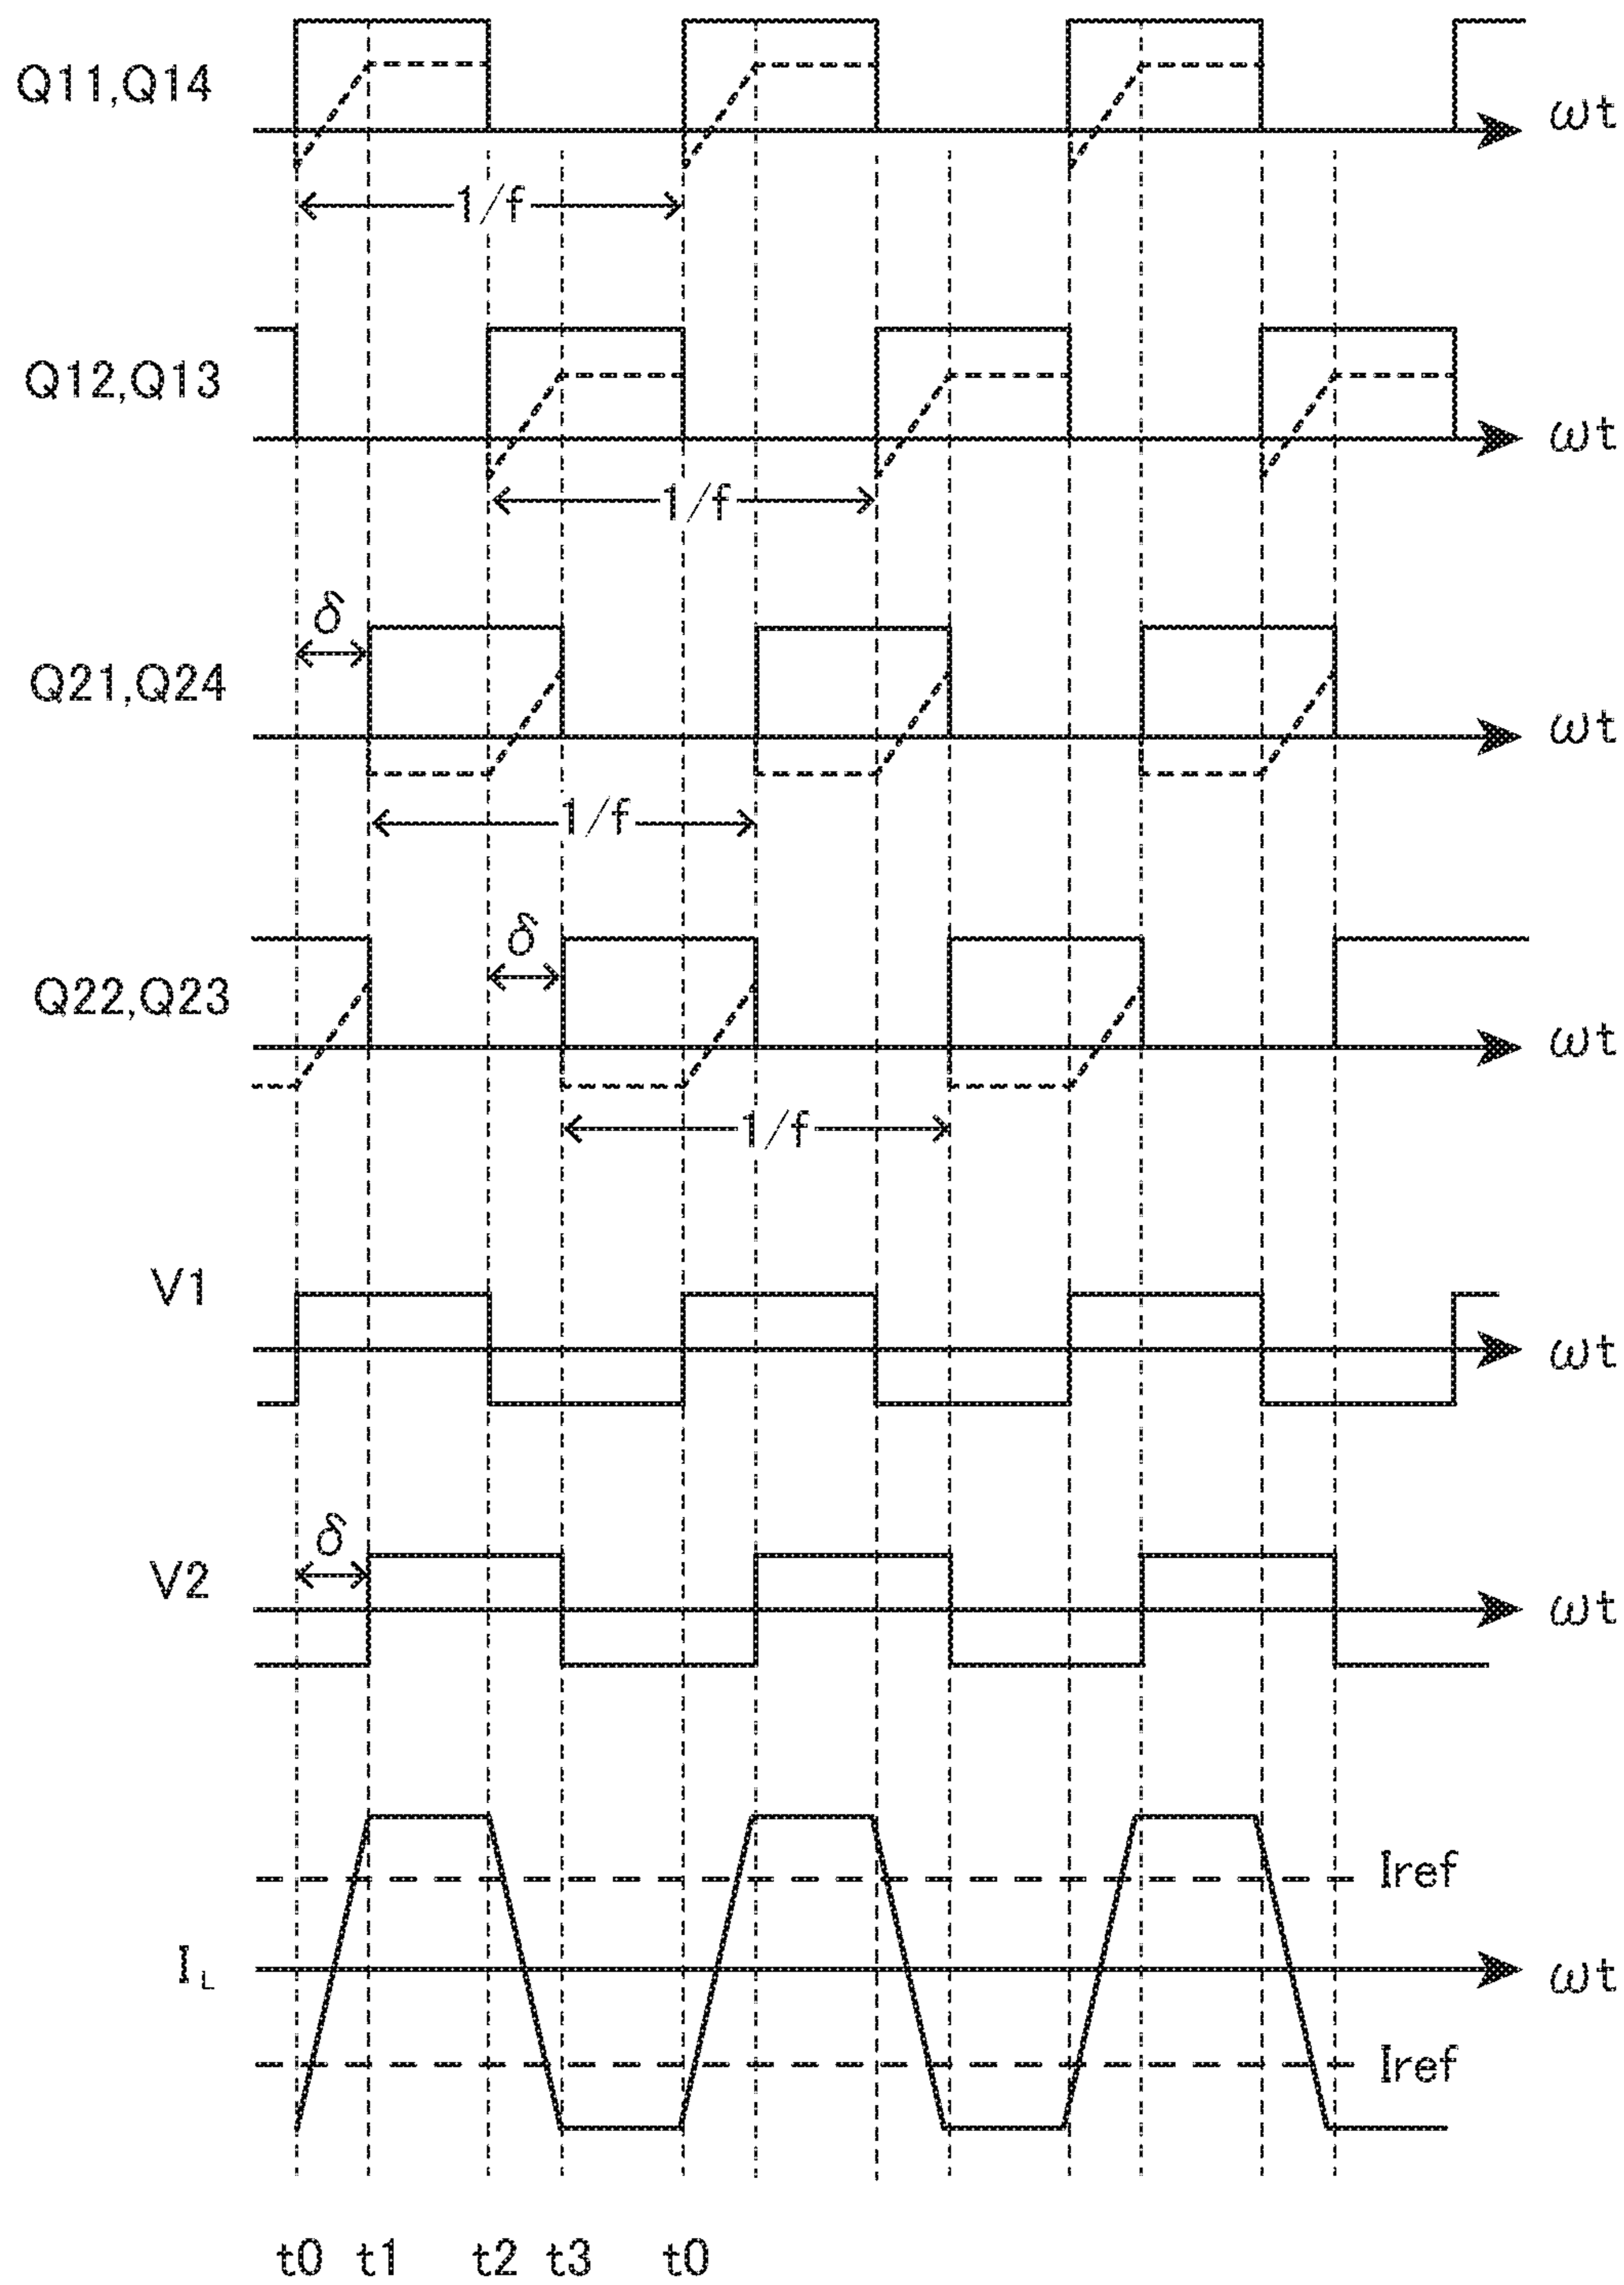 Q11,Q14
ωt
1/f
Q12,Q13
ωt
1/f
δ
Q21,Q24
ωt
1/f
δ
Q22,Q23
ωt
1/f
V1
ωt
δ
V2
ωt
Iref
IL
ωt
Iref
t0 t1 t2 t3 t0